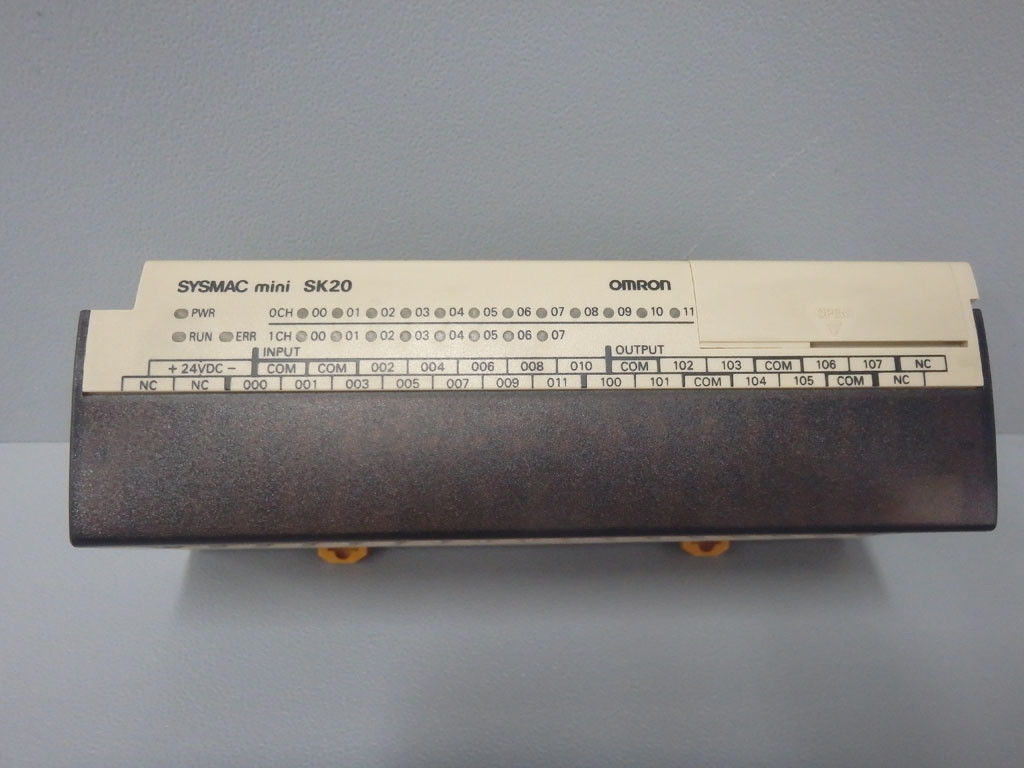 SYSMAC mini SK20 OMRON
PWR 0CH 00 01 02 03 04 05 06 07 08 09 10 11
RUN ERR 1CH 00 01 02 03 04 05 06 07
OPEN
INPUT OUTPUT
+ 24VDC − COM COM 002 004 006 008 010 COM 102 103 COM 106 107 NC
NC NC 000 001 003 005 007 009 011 100 101 COM 104 105 COM NC